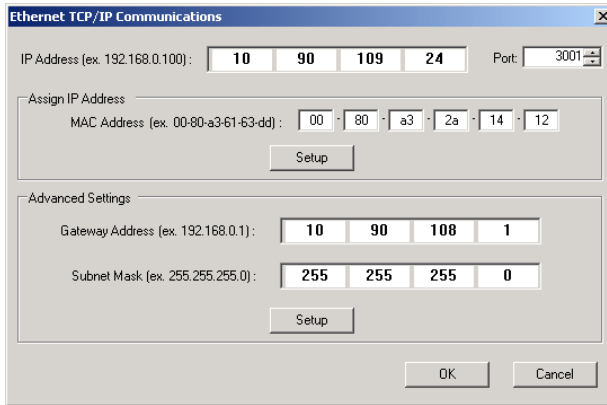 Ethernet TCP/IP Communications
IP Address (ex. 192.168.0.100) : 10 90 109 24 Port: 3001
Assign IP Address
MAC Address (ex. 00-80-a3-61-63-dd) : 00 - 80 - a3 - 2a - 14 - 12
Setup
Advanced Settings
Gateway Address (ex. 192.168.0.1) : 10 90 108 1
Subnet Mask (ex. 255.255.255.0) : 255 255 255 0
Setup
OK Cancel